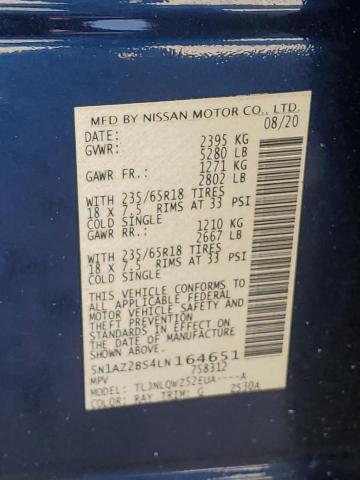 MFD BY NISSAN MOTOR CO., LTD.
DATE: 08/20
GVWR: 2395 KG
5280 LB
GAWR FR.: 1271 KG
2802 LB
WITH 235/65R18 TIRES
18 X 7.5 RIMS AT 33 PSI
COLD SINGLE
GAWR RR.: 1210 KG
2667 LB
WITH 235/65R18 TIRES
18 X 7.5 RIMS AT 33 PSI
COLD SINGLE
THIS VEHICLE CONFORMS TO
ALL APPLICABLE FEDERAL
MOTOR VEHICLE SAFETY AND
THEFT PREVENTION
STANDARDS IN EFFECT ON
THE DATE OF MANUFACTURE
SHOWN ABOVE.
5N1AZ2BS4LN164651
MPV 758312
MODEL: TLJNLQWZ52EUA----A
COLOR: RAY TRIM: G ZS30A